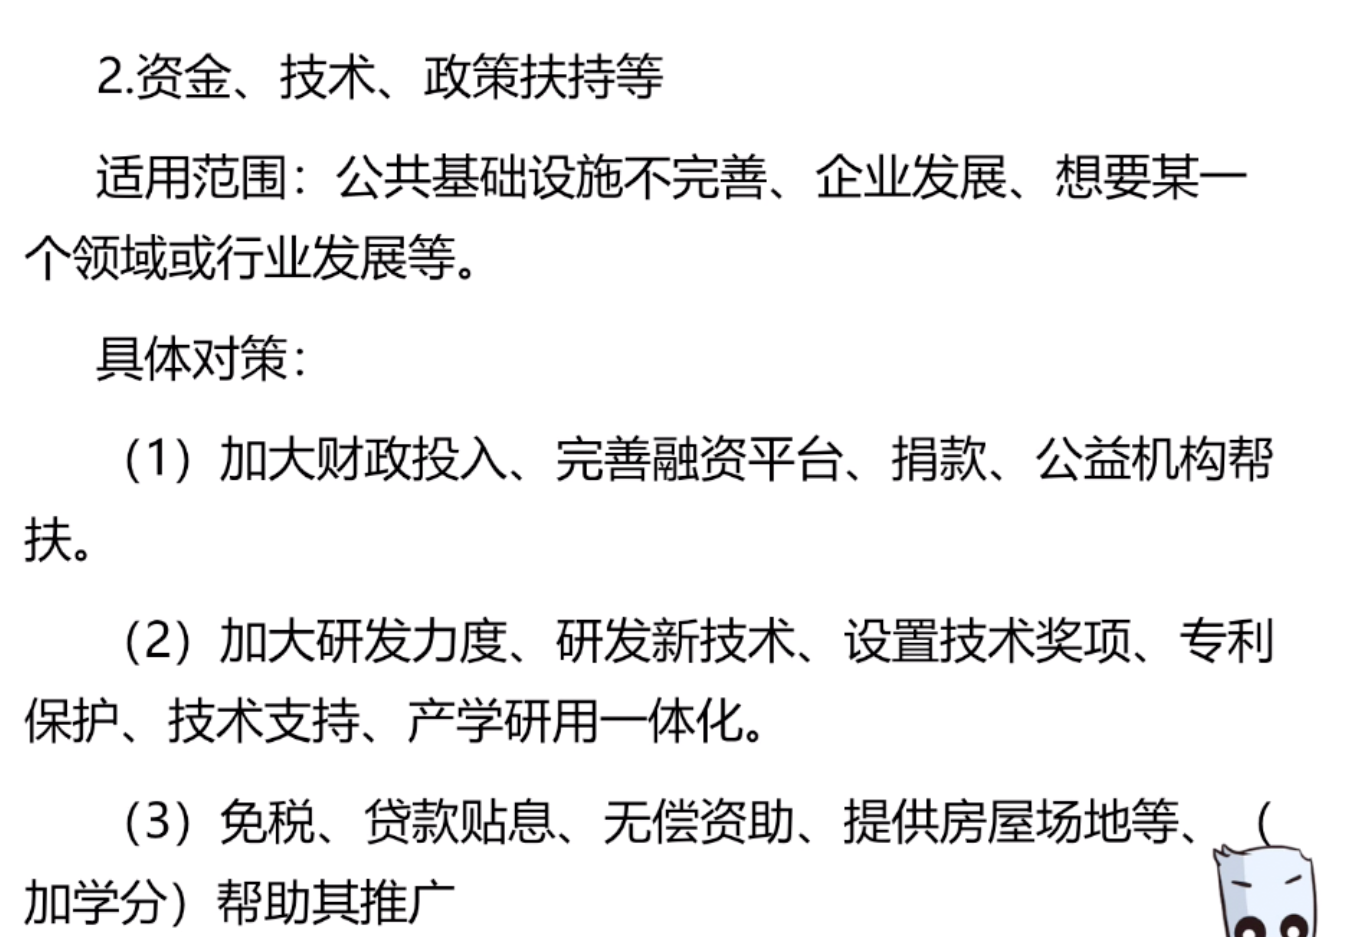 2.资金、技术、政策扶持等
适用范围：公共基础设施不完善、企业发展、想要某一
个领域或行业发展等。
具体对策：
（1）加大财政投入、完善融资平台、捐款、公益机构帮
扶。
（2）加大研发力度、研发新技术、设置技术奖项、专利
保护、技术支持、产学研用一体化。
（3）免税、贷款贴息、无偿资助、提供房屋场地等、（
加学分）帮助其推广